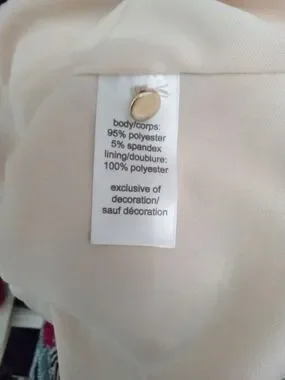 body/corps:
95% polyester
5% spandex
lining/doublure:
100% polyester
exclusive of
decoration/
sauf décoration